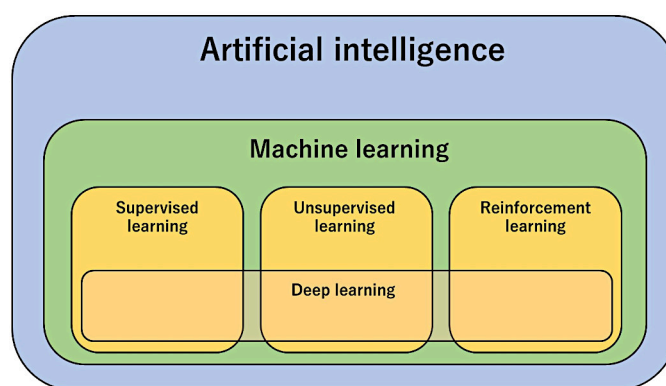 Artificial intelligence
Machine learning
Supervised
learning
Unsupervised
learning
Reinforcement
learning
Deep learning